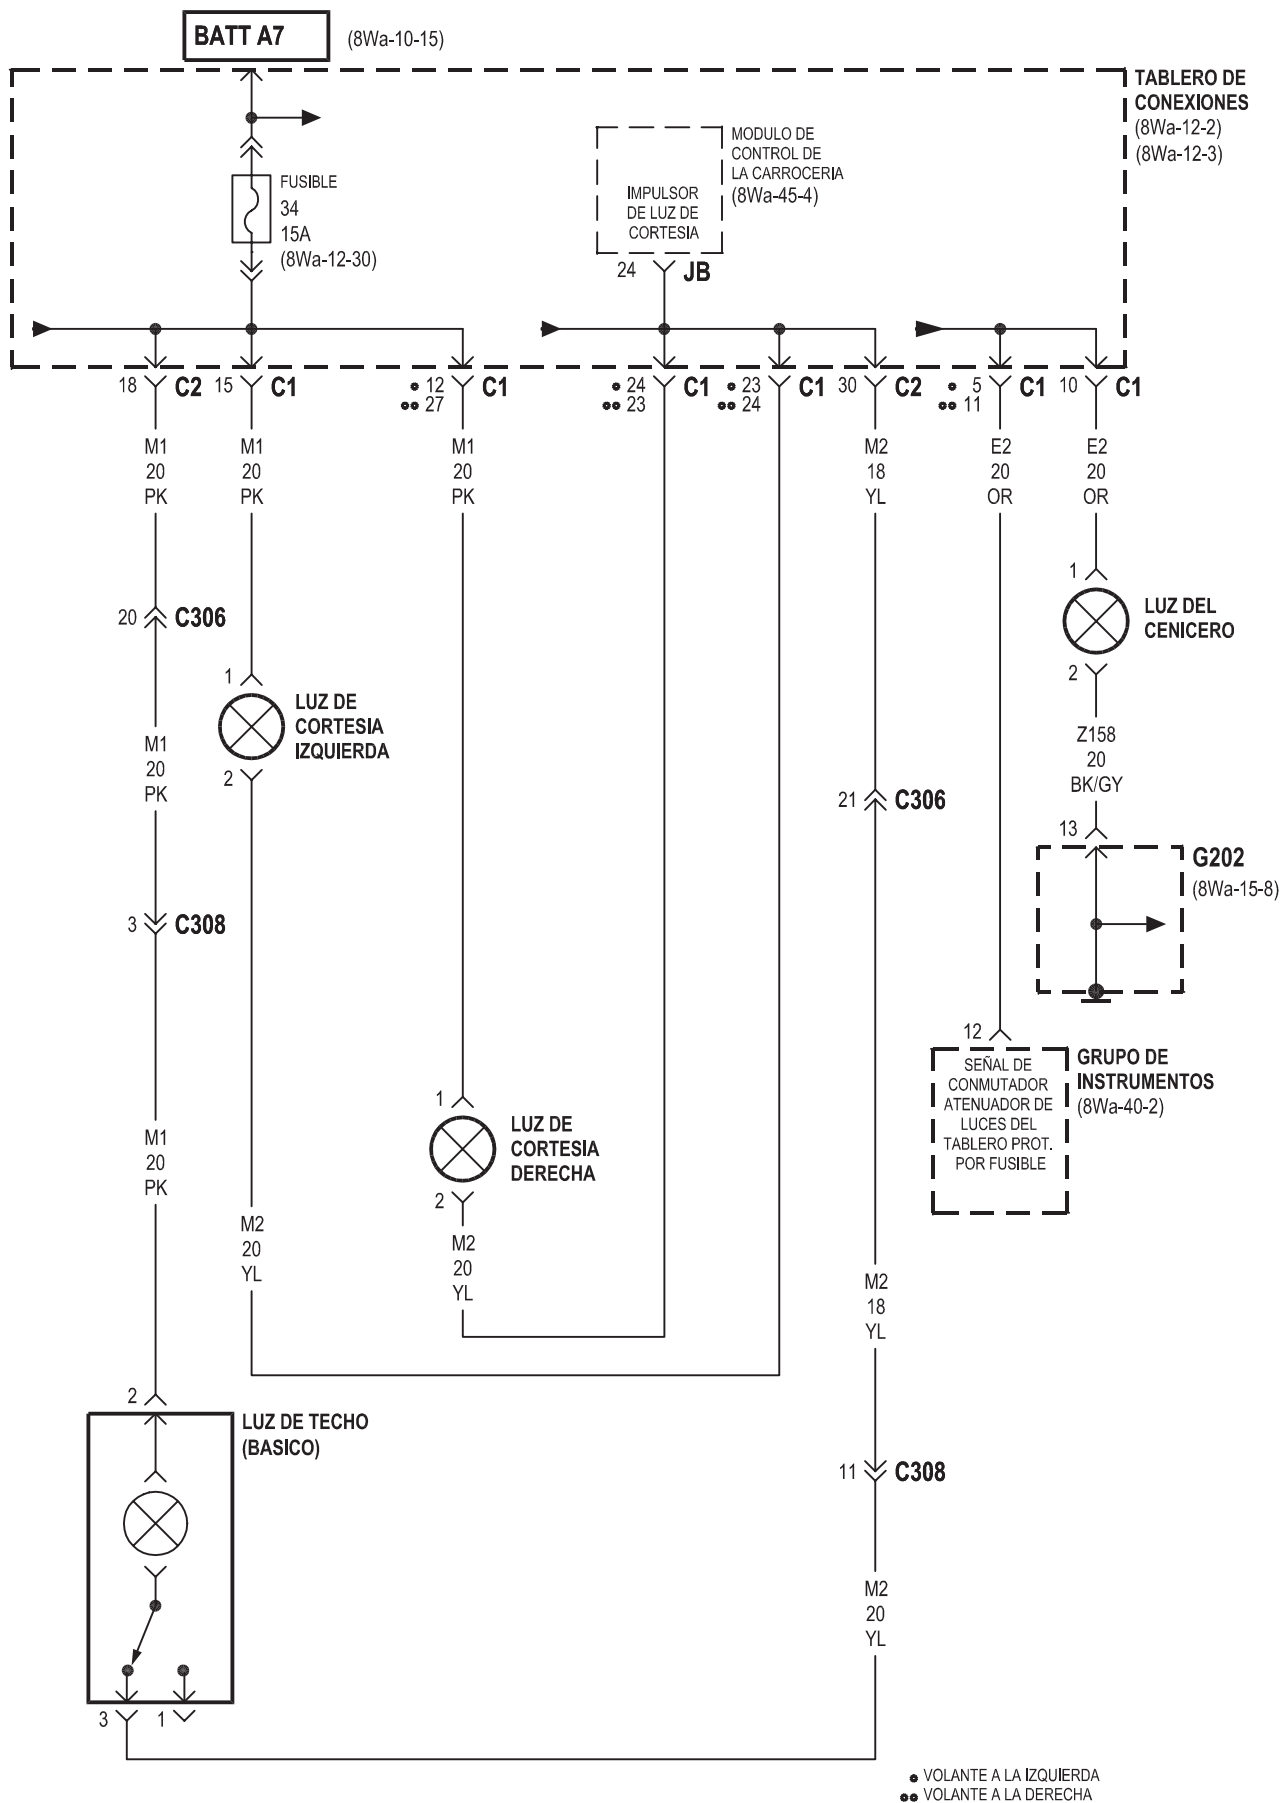 BATT A7
(8Wa-10-15)
TABLERO DE
CONEXIONES
(8Wa-12-2)
(8Wa-12-3)
MODULO DE
CONTROL DE
LA CARROCERIA
(8Wa-45-4)
FUSIBLE
34
15A
(8Wa-12-30)
IMPULSOR
DE LUZ DE
CORTESIA
24
JB
18
C2
15
C1
12
27
C1
24
23
C1
23
24
C1
30
C2
5
11
C1
10
C1
M1
20
PK
M1
20
PK
M1
20
PK
M2
18
YL
E2
20
OR
E2
20
OR
1
LUZ DEL
CENICERO
2
20
C306
1
LUZ DE
CORTESIA
IZQUIERDA
2
M1
20
PK
Z158
20
BK/GY
21
C306
13
G202
(8Wa-15-8)
3
C308
12
GRUPO DE
INSTRUMENTOS
(8Wa-40-2)
SEÑAL DE
CONMUTADOR
ATENUADOR DE
LUCES DEL
TABLERO PROT.
POR FUSIBLE
1
LUZ DE
CORTESIA
DERECHA
2
M1
20
PK
M2
20
YL
M2
20
YL
M2
18
YL
2
LUZ DE TECHO
(BASICO)
11
C308
M2
20
YL
3
1
VOLANTE A LA IZQUIERDA
VOLANTE A LA DERECHA